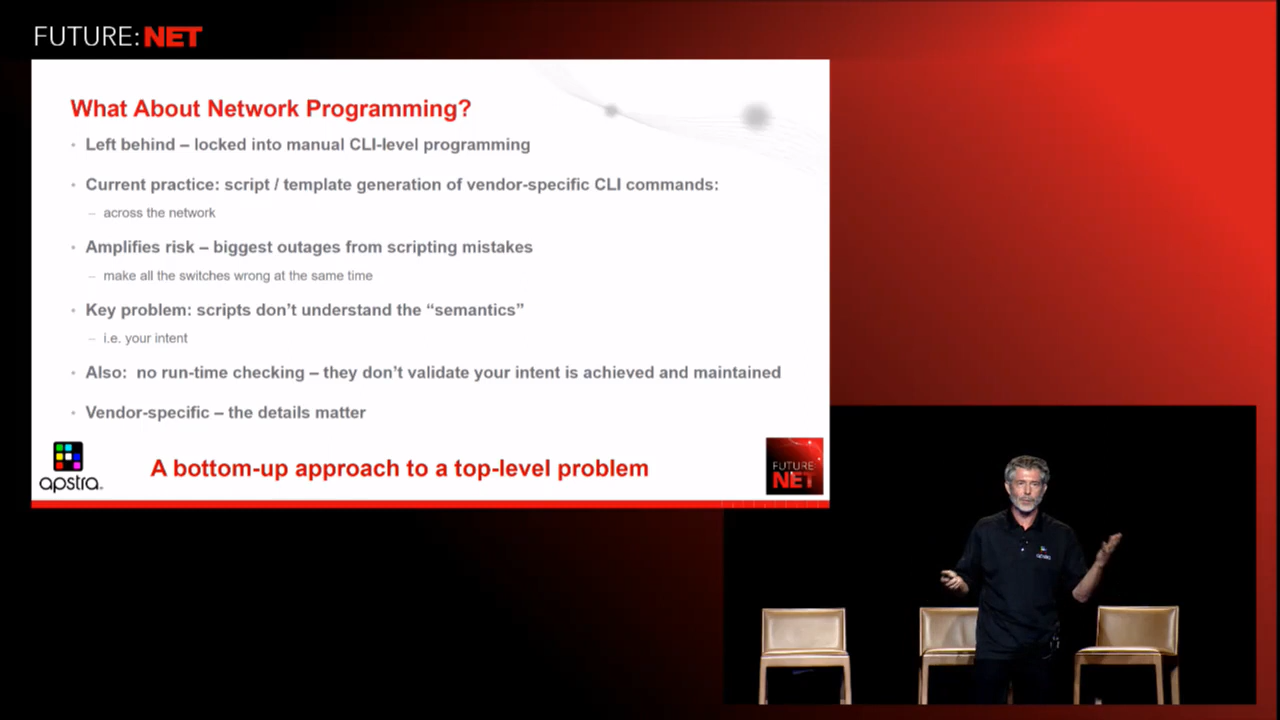 FUTURE:NET
What About Network Programming?
• Left behind – locked into manual CLI-level programming
• Current practice: script / template generation of vendor-specific CLI commands:
– across the network
• Amplifies risk – biggest outages from scripting mistakes
– make all the switches wrong at the same time
• Key problem: scripts don’t understand the “semantics”
– i.e. your intent
• Also:  no run-time checking – they don’t validate your intent is achieved and maintained
• Vendor-specific – the details matter
apstra.
A bottom-up approach to a top-level problem
FUTURE:
NET